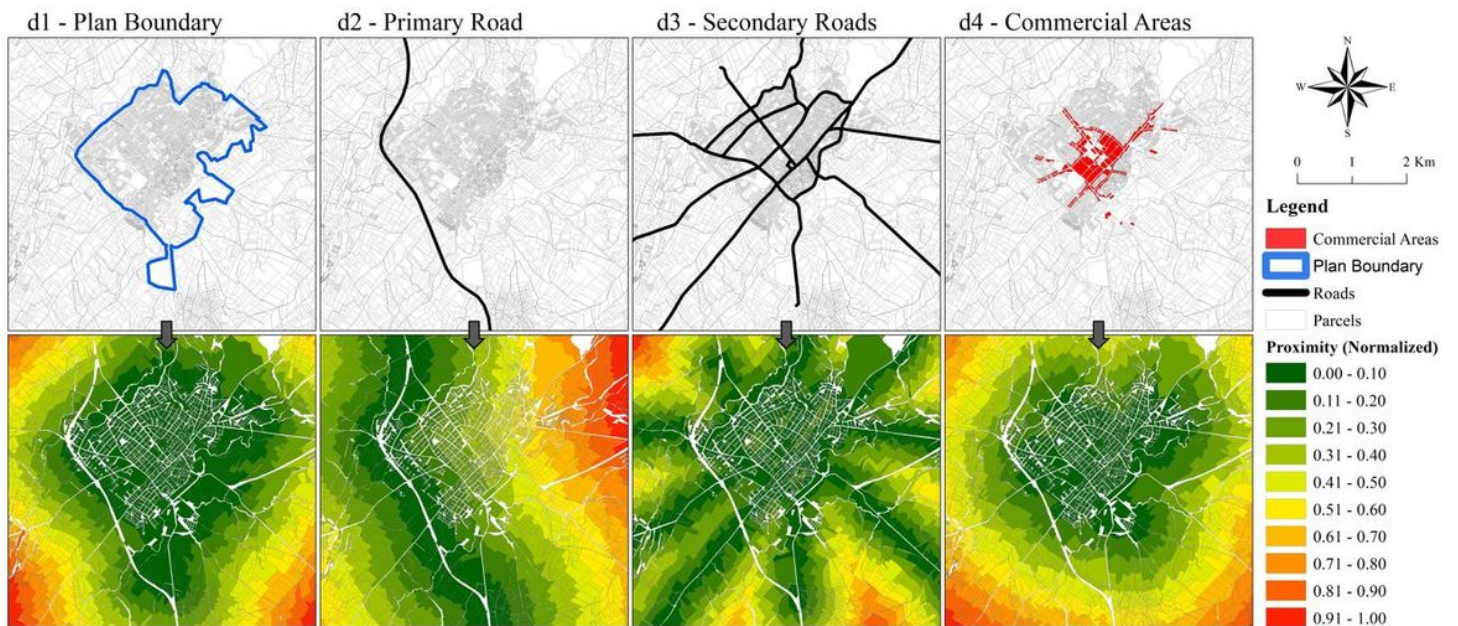 d1 - Plan Boundary
d2 - Primary Road
d3 - Secondary Roads
d4 - Commercial Areas
N
W
E
S
0
1
2 Km
Legend
Commercial Areas
Plan Boundary
Roads
Parcels
Proximity (Normalized)
0.00 - 0.10
0.11 - 0.20
0.21 - 0.30
0.31 - 0.40
0.41 - 0.50
0.51 - 0.60
0.61 - 0.70
0.71 - 0.80
0.81 - 0.90
0.91 - 1.00